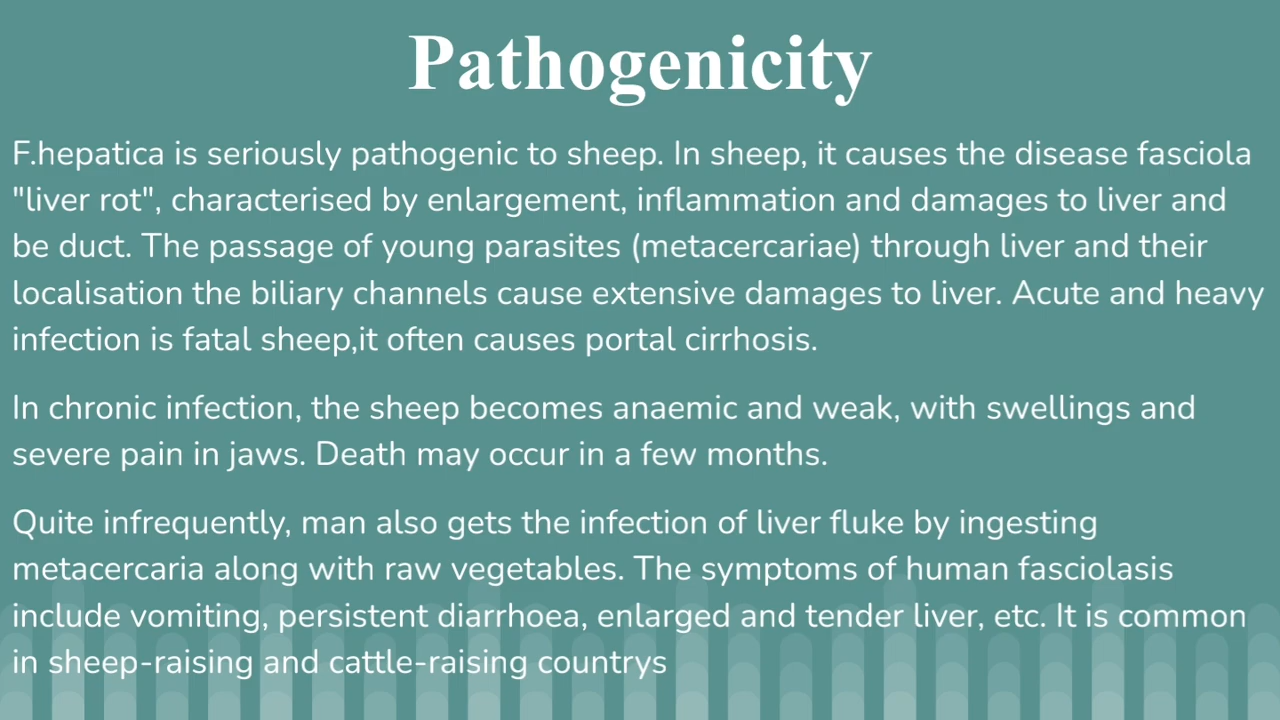 Pathogenicity
F.hepatica is seriously pathogenic to sheep. In sheep, it causes the disease fasciola
"liver rot", characterised by enlargement, inflammation and damages to liver and
be duct. The passage of young parasites (metacercariae) through liver and their
localisation the biliary channels cause extensive damages to liver. Acute and heavy
infection is fatal sheep,it often causes portal cirrhosis.
In chronic infection, the sheep becomes anaemic and weak, with swellings and
severe pain in jaws. Death may occur in a few months.
Quite infrequently, man also gets the infection of liver fluke by ingesting
metacercaria along with raw vegetables. The symptoms of human fasciolasis
include vomiting, persistent diarrhoea, enlarged and tender liver, etc. It is common
in sheep-raising and cattle-raising countrys